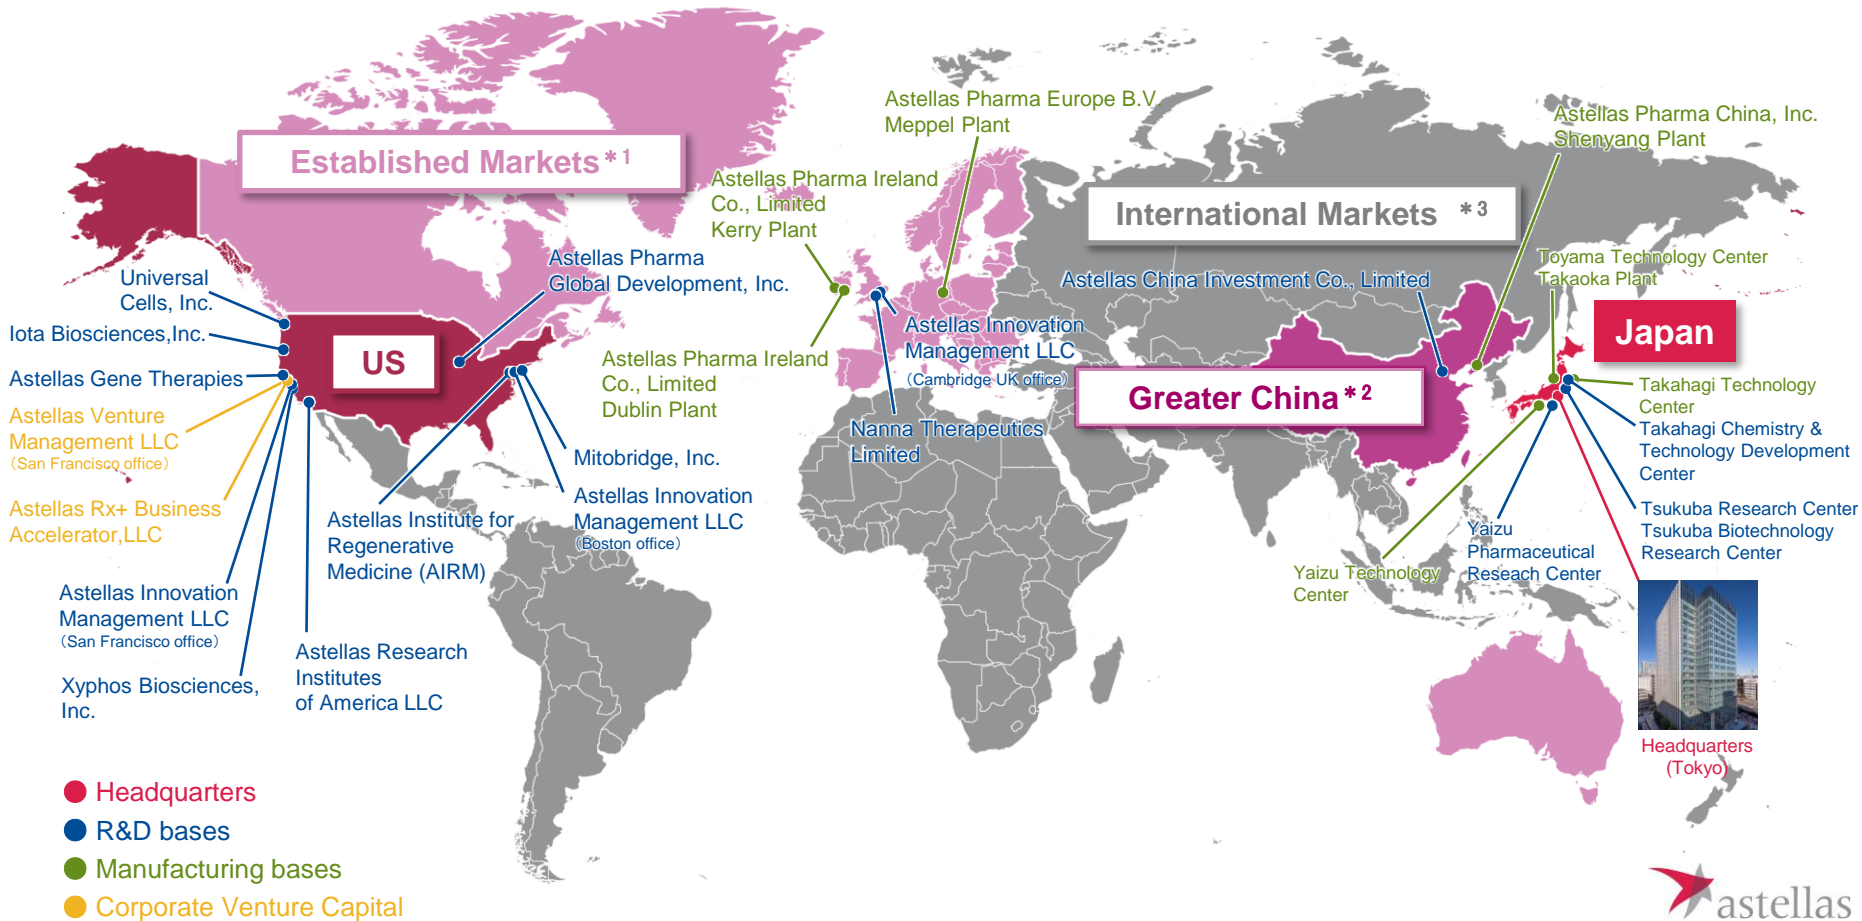 Established Markets *1
Astellas Pharma Europe B.V.
Meppel Plant
Astellas Pharma China, Inc.
Shenyang Plant
Astellas Pharma Ireland
Co., Limited
Kerry Plant
International Markets *3
Universal
Cells, Inc.
Astellas Pharma
Global Development, Inc.
Astellas China Investment Co., Limited
Toyama Technology Center
Takaoka Plant
Iota Biosciences,Inc.
US
Astellas Innovation
Management LLC
(Cambridge UK office)
Japan
Astellas Gene Therapies
Astellas Pharma Ireland
Co., Limited
Dublin Plant
Greater China *2
Takahagi Technology
Center
Takahagi Chemistry &
Technology Development
Center
Astellas Venture
Management LLC
(San Francisco office)
Nanna Therapeutics
Limited
Mitobridge, Inc.
Astellas Rx+ Business
Accelerator,LLC
Astellas Institute for
Regenerative
Medicine (AIRM)
Astellas Innovation
Management LLC
(Boston office)
Tsukuba Research Center
Tsukuba Biotechnology
Research Center
Yaizu
Pharmaceutical
Reseach Center
Yaizu Technology
Center
Astellas Innovation
Management LLC
(San Francisco office)
Astellas Research
Institutes
of America LLC
Xyphos Biosciences,
Inc.
Headquarters
(Tokyo)
Headquarters
R&D bases
Manufacturing bases
Corporate Venture Capital
astellas